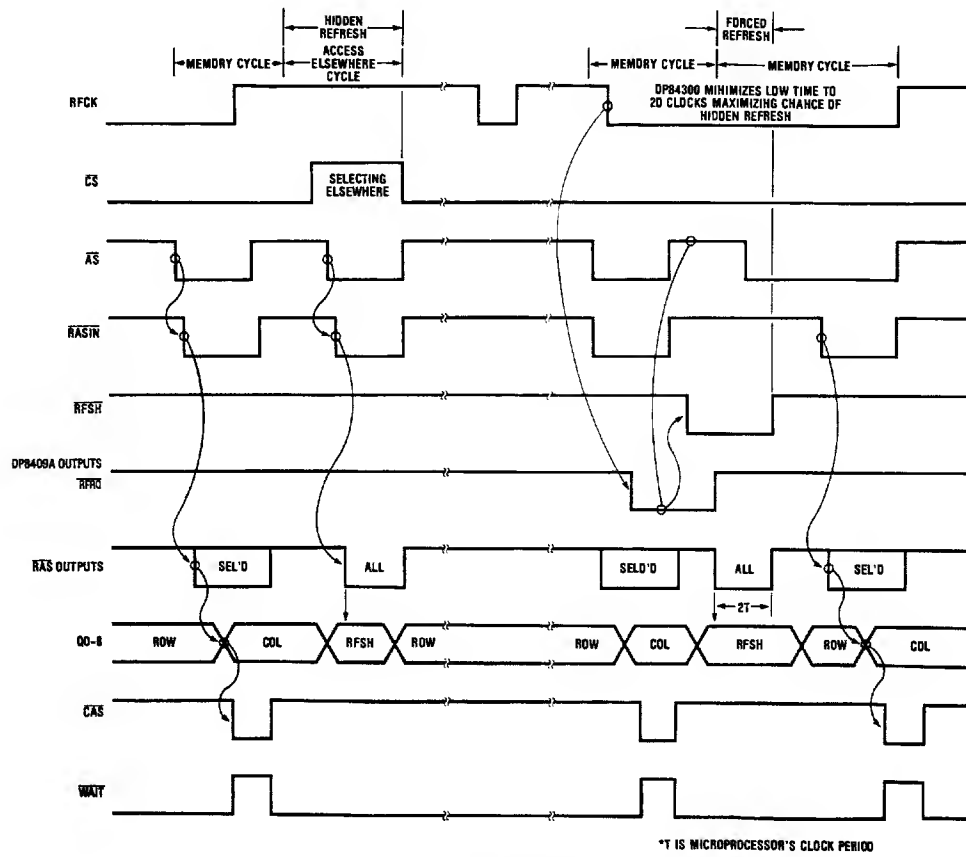 HIDDEN
REFRESH
FORCED
REFRESH
MEMORY CYCLE
ACCESS
ELSEWHERE
CYCLE
MEMORY CYCLE
MEMORY CYCLE
RFCK
DP84300 MINIMIZES LOW TIME TO
20 CLOCKS MAXIMIZING CHANCE OF
HIDDEN REFRESH
CS
SELECTING
ELSEWHERE
AS
RASIN
RFSH
DP8409A OUTPUTS
RFRQ
RAS OUTPUTS
SEL'D
ALL
SELD'D
ALL
SEL'D
2T
Q0-8
ROW
COL
RFSH
ROW
ROW
COL
RFSH
ROW
COL
CAS
WAIT
*T IS MICROPROCESSOR'S CLOCK PERIOD